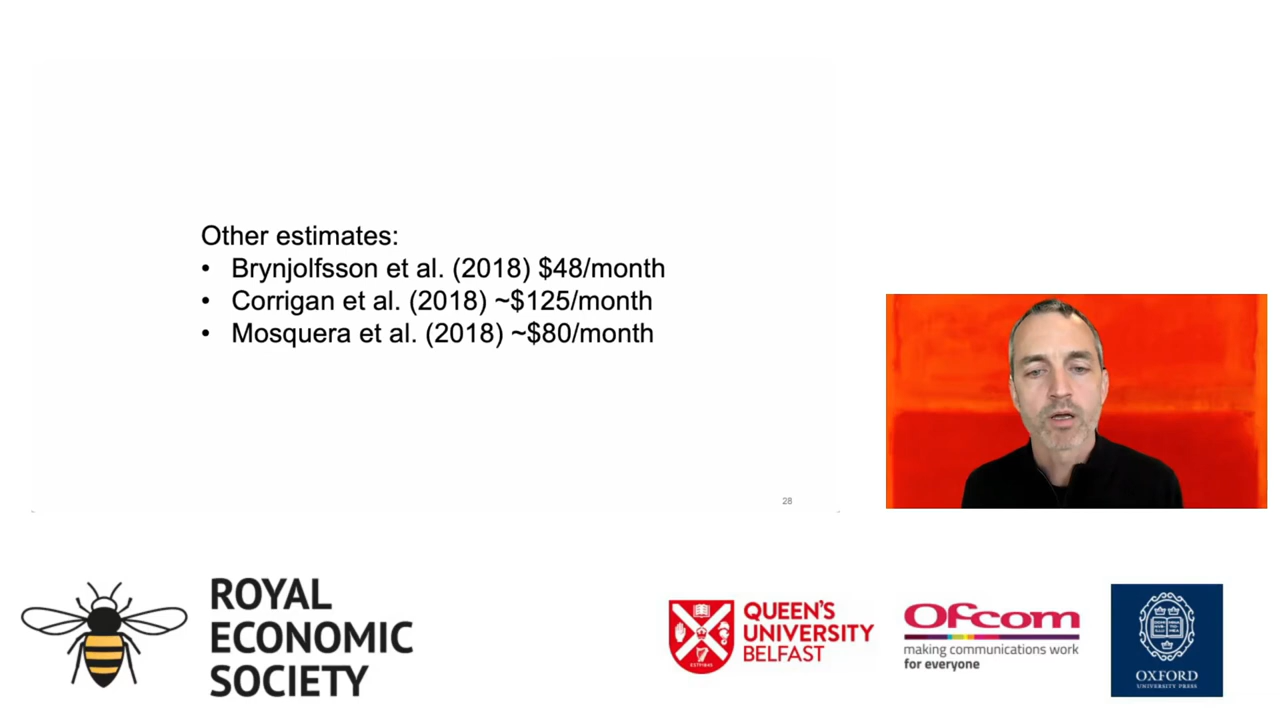 Other estimates:
• Brynjolfsson et al. (2018) $48/month
• Corrigan et al. (2018) ~$125/month
• Mosquera et al. (2018) ~$80/month
28
ROYAL
ECONOMIC
SOCIETY
QUEEN'S
UNIVERSITY
BELFAST
ESTD1845
Ofcom
making communications work
for everyone
OXFORD
UNIVERSITY PRESS